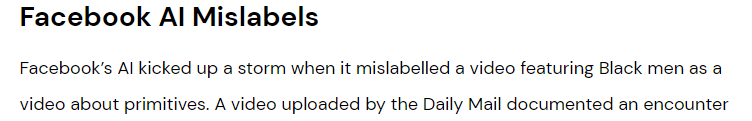 Facebook AI Mislabels
Facebook’s AI kicked up a storm when it mislabelled a video featuring Black men as a
video about primitives. A video uploaded by the Daily Mail documented an encounter